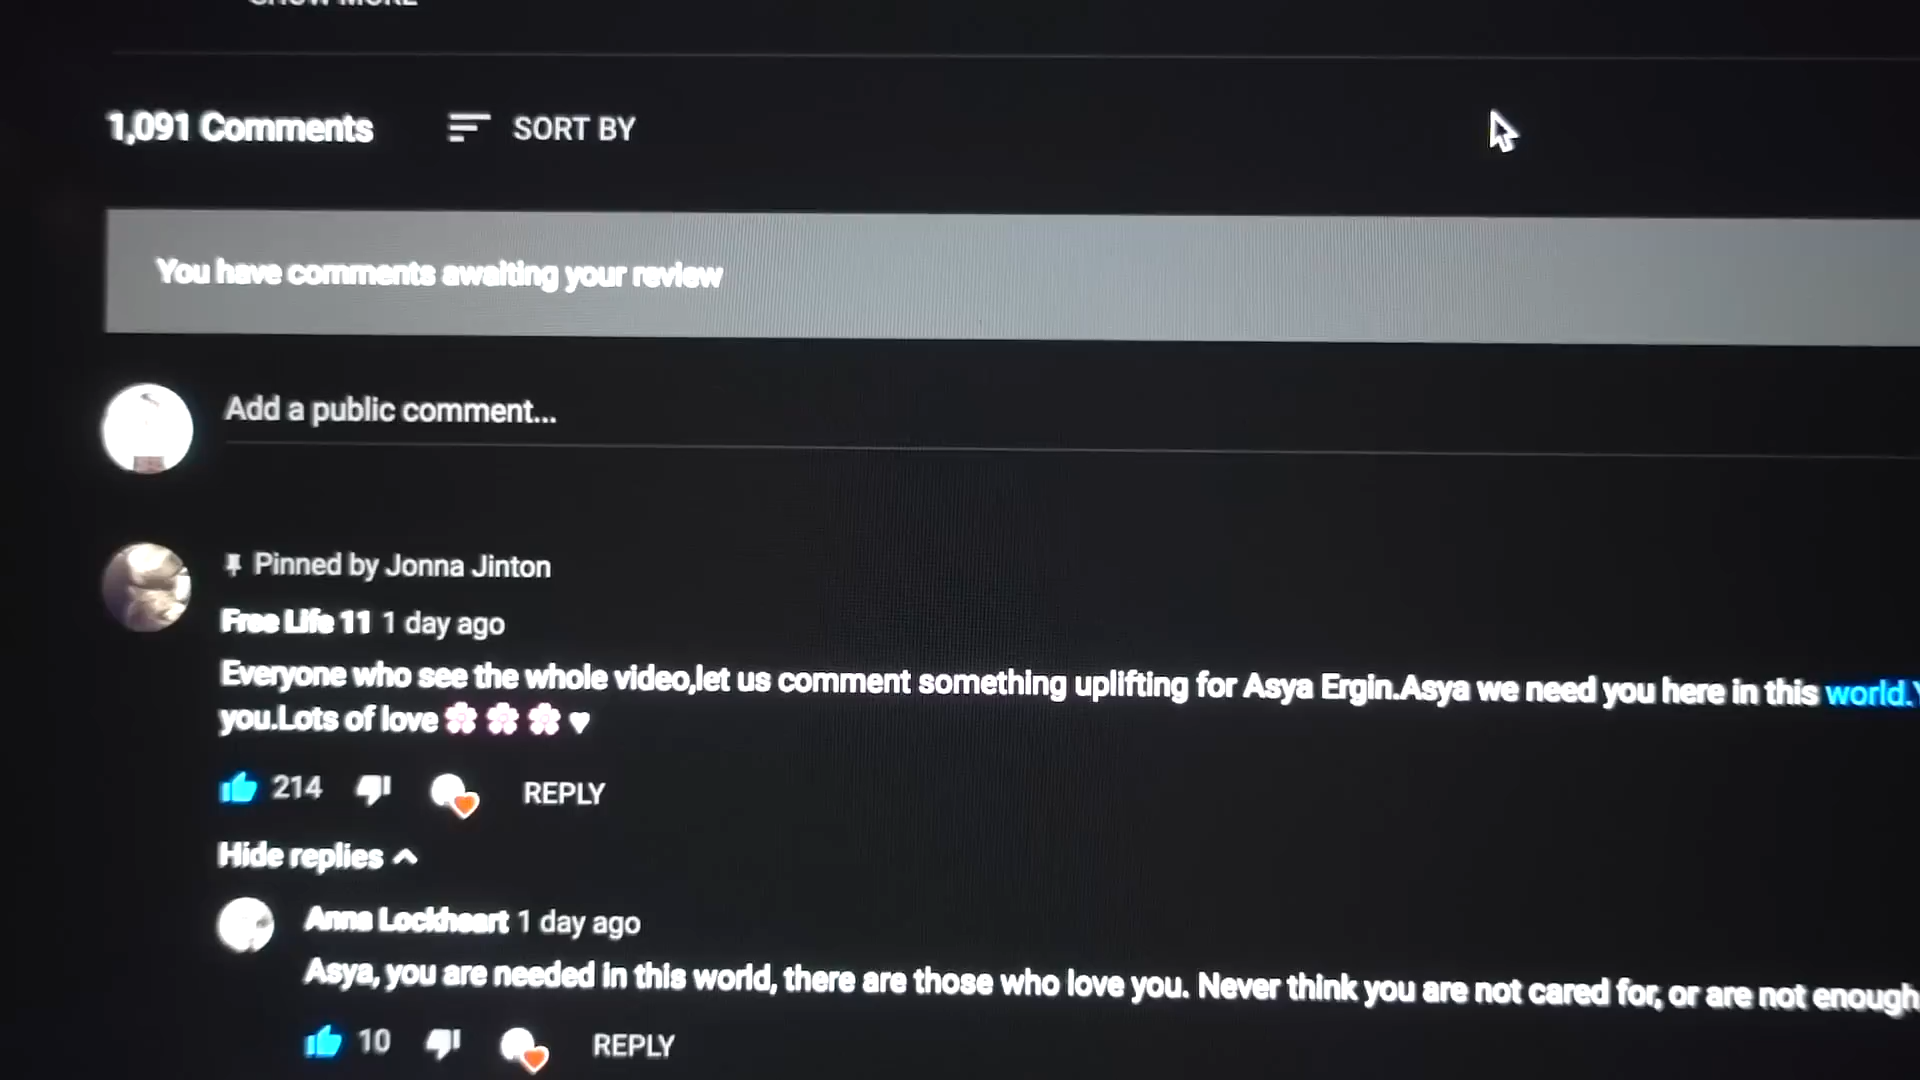 SHOW MORE
1,091 Comments SORT BY
You have comments awaiting your review
Add a public comment...
Pinned by Jonna Jinton
Free Life 11 1 day ago
Everyone who see the whole video,let us comment something uplifting for Asya Ergin.Asya we need you here in this world.
you.Lots of love 🌸 🌸 🌸 ♥
214 REPLY
Hide replies
Anna Lockheart 1 day ago
Asya, you are needed in this world, there are those who love you. Never think you are not cared for, or are not enough
10 REPLY